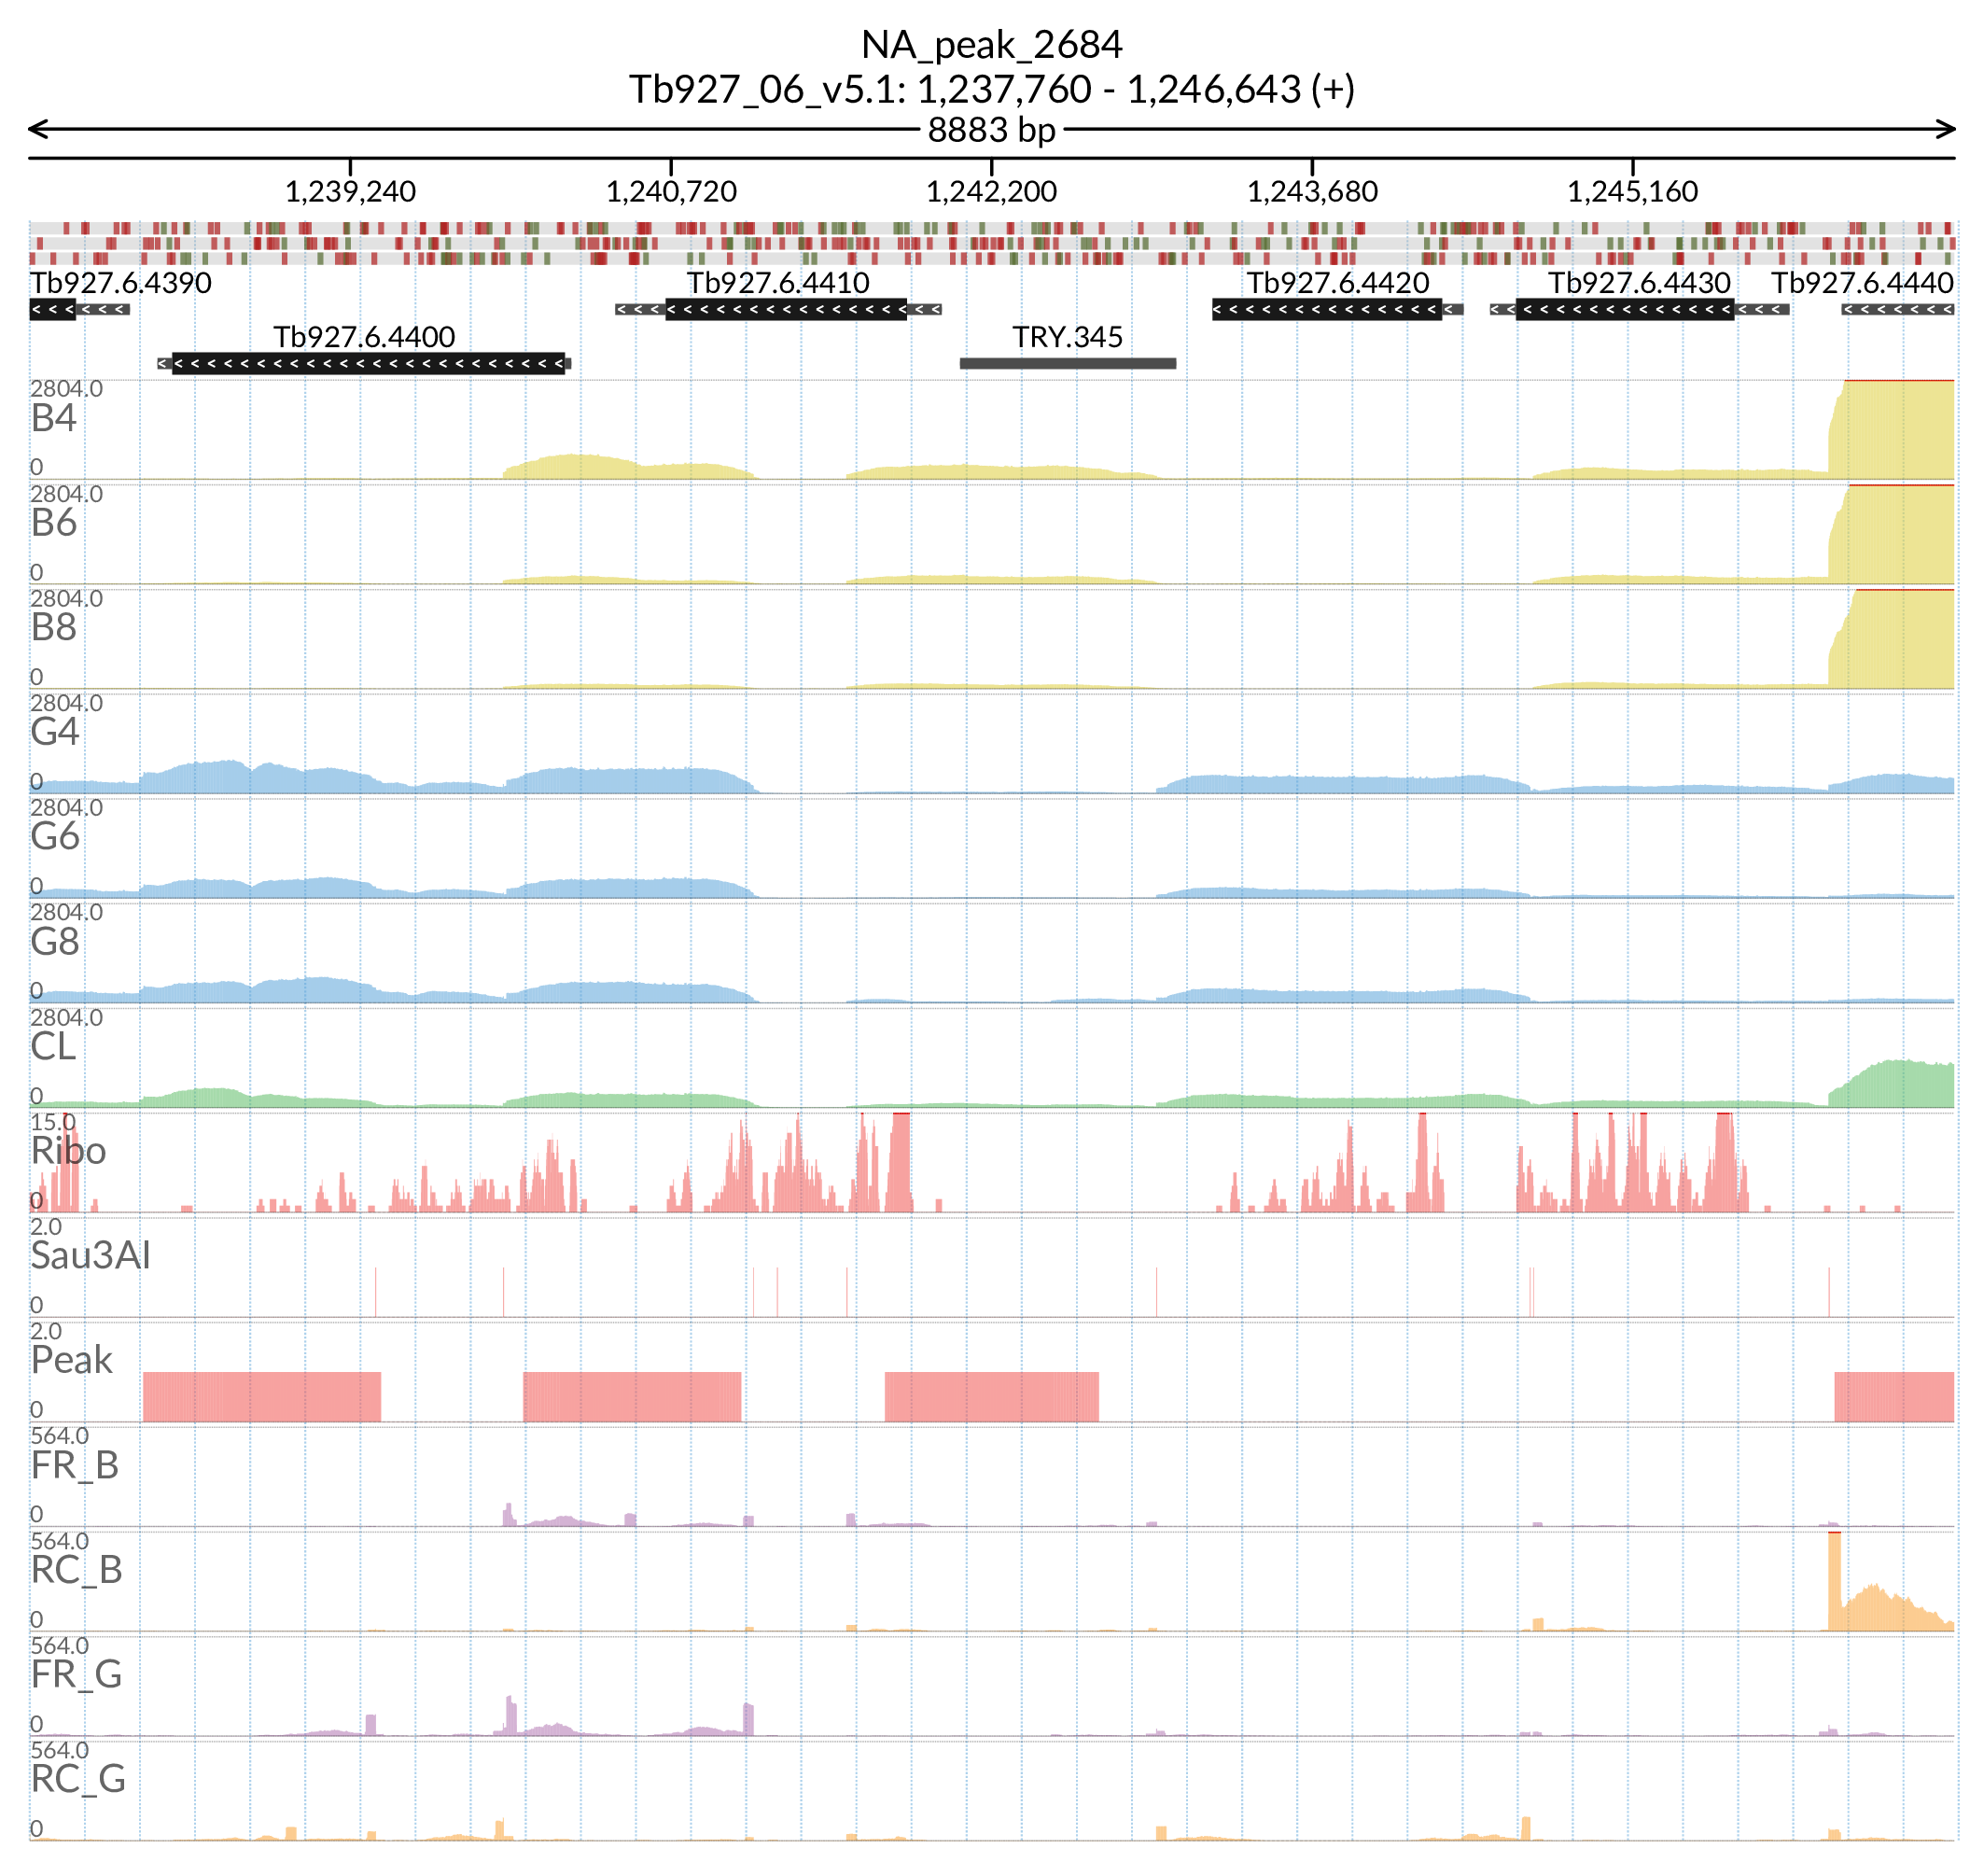 NA_peak_2684
Tb927_06_v5.1: 1,237,760 - 1,246,643 (+)
8883 bp
1,239,240 1,240,720 1,242,200 1,243,680 1,245,160
Tb927.6.4390 Tb927.6.4410 Tb927.6.4420 Tb927.6.4430 Tb927.6.4440
Tb927.6.4400 TRY.345
2804.0
B4
0
2804.0
B6
0
2804.0
B8
0
2804.0
G4
0
2804.0
G6
0
2804.0
G8
0
2804.0
CL
0
15.0
Ribo
0
2.0
Sau3AI
0
2.0
Peak
0
564.0
FR_B
0
564.0
RC_B
0
564.0
FR_G
0
564.0
RC_G
0